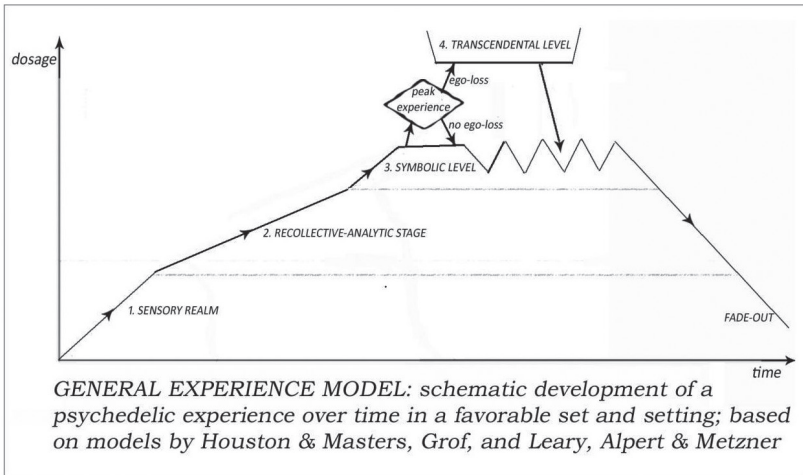 dosage
4. TRANSCENDENTAL LEVEL
ego-loss
peak
experience
no ego-loss
3. SYMBOLIC LEVEL
2. RECOLLECTIVE-ANALYTIC STAGE
1. SENSORY REALM
FADE-OUT
time
GENERAL EXPERIENCE MODEL: schematic development of a
psychedelic experience over time in a favorable set and setting; based
on models by Houston & Masters, Grof, and Leary, Alpert & Metzner